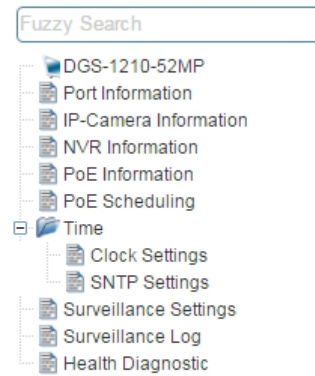 Fuzzy Search
DGS-1210-52MP
Port Information
IP-Camera Information
NVR Information
PoE Information
PoE Scheduling
Time
Clock Settings
SNTP Settings
Surveillance Settings
Surveillance Log
Health Diagnostic